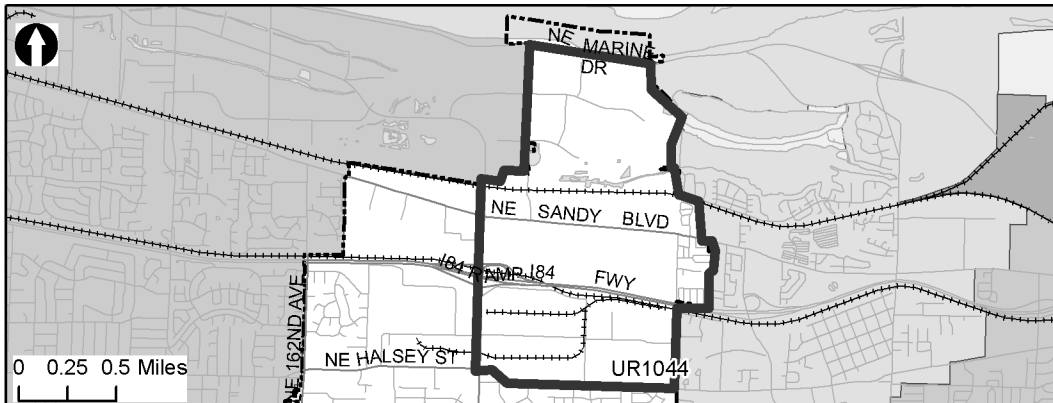 NE MARINE
DR
NE SANDY BLVD
I84 RAMP I84 FWY
NE 162ND AVE
NE HALSEY ST
UR1044
0 0.25 0.5 Miles